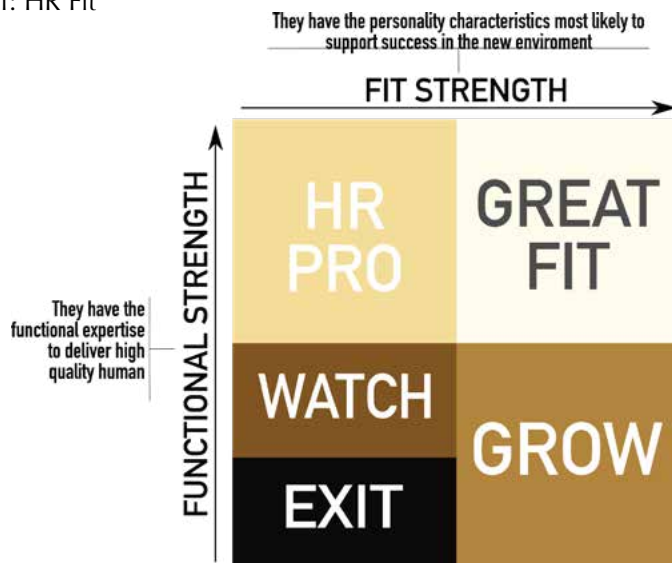 : HR Fit
They have the personality characteristics most likely to
support success in the new enviroment
FIT STRENGTH
FUNCTIONAL STRENGTH
They have the
functional expertise
to deliver high
quality human
HR
PRO
GREAT
FIT
WATCH
GROW
EXIT